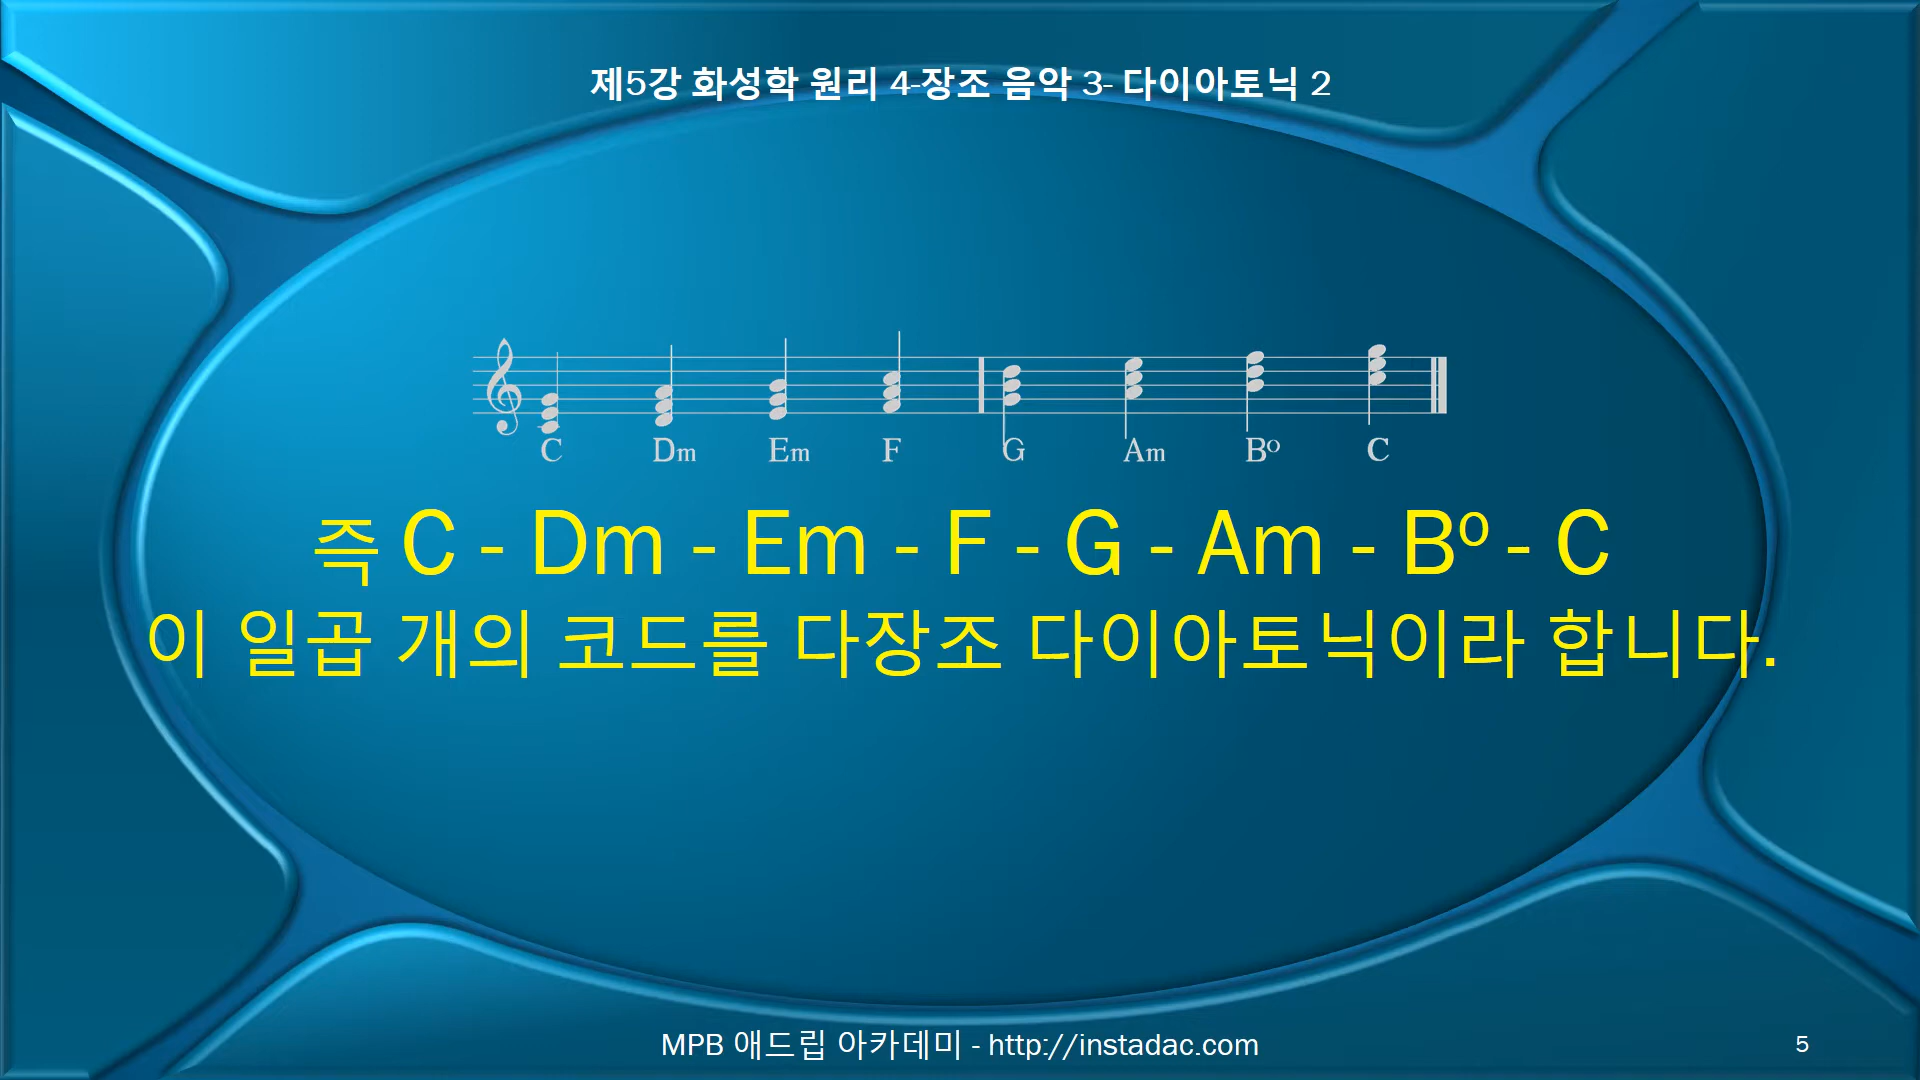 제5강 화성학 원리 4-장조 음악 3- 다이아토닉 2
C Dm Em F G Am Bº C
즉 C - Dm - Em - F - G - Am - Bº - C
이 일곱 개의 코드를 다장조 다이아토닉이라 합니다.
MPB 애드립 아카데미 - http://instadac.com
5